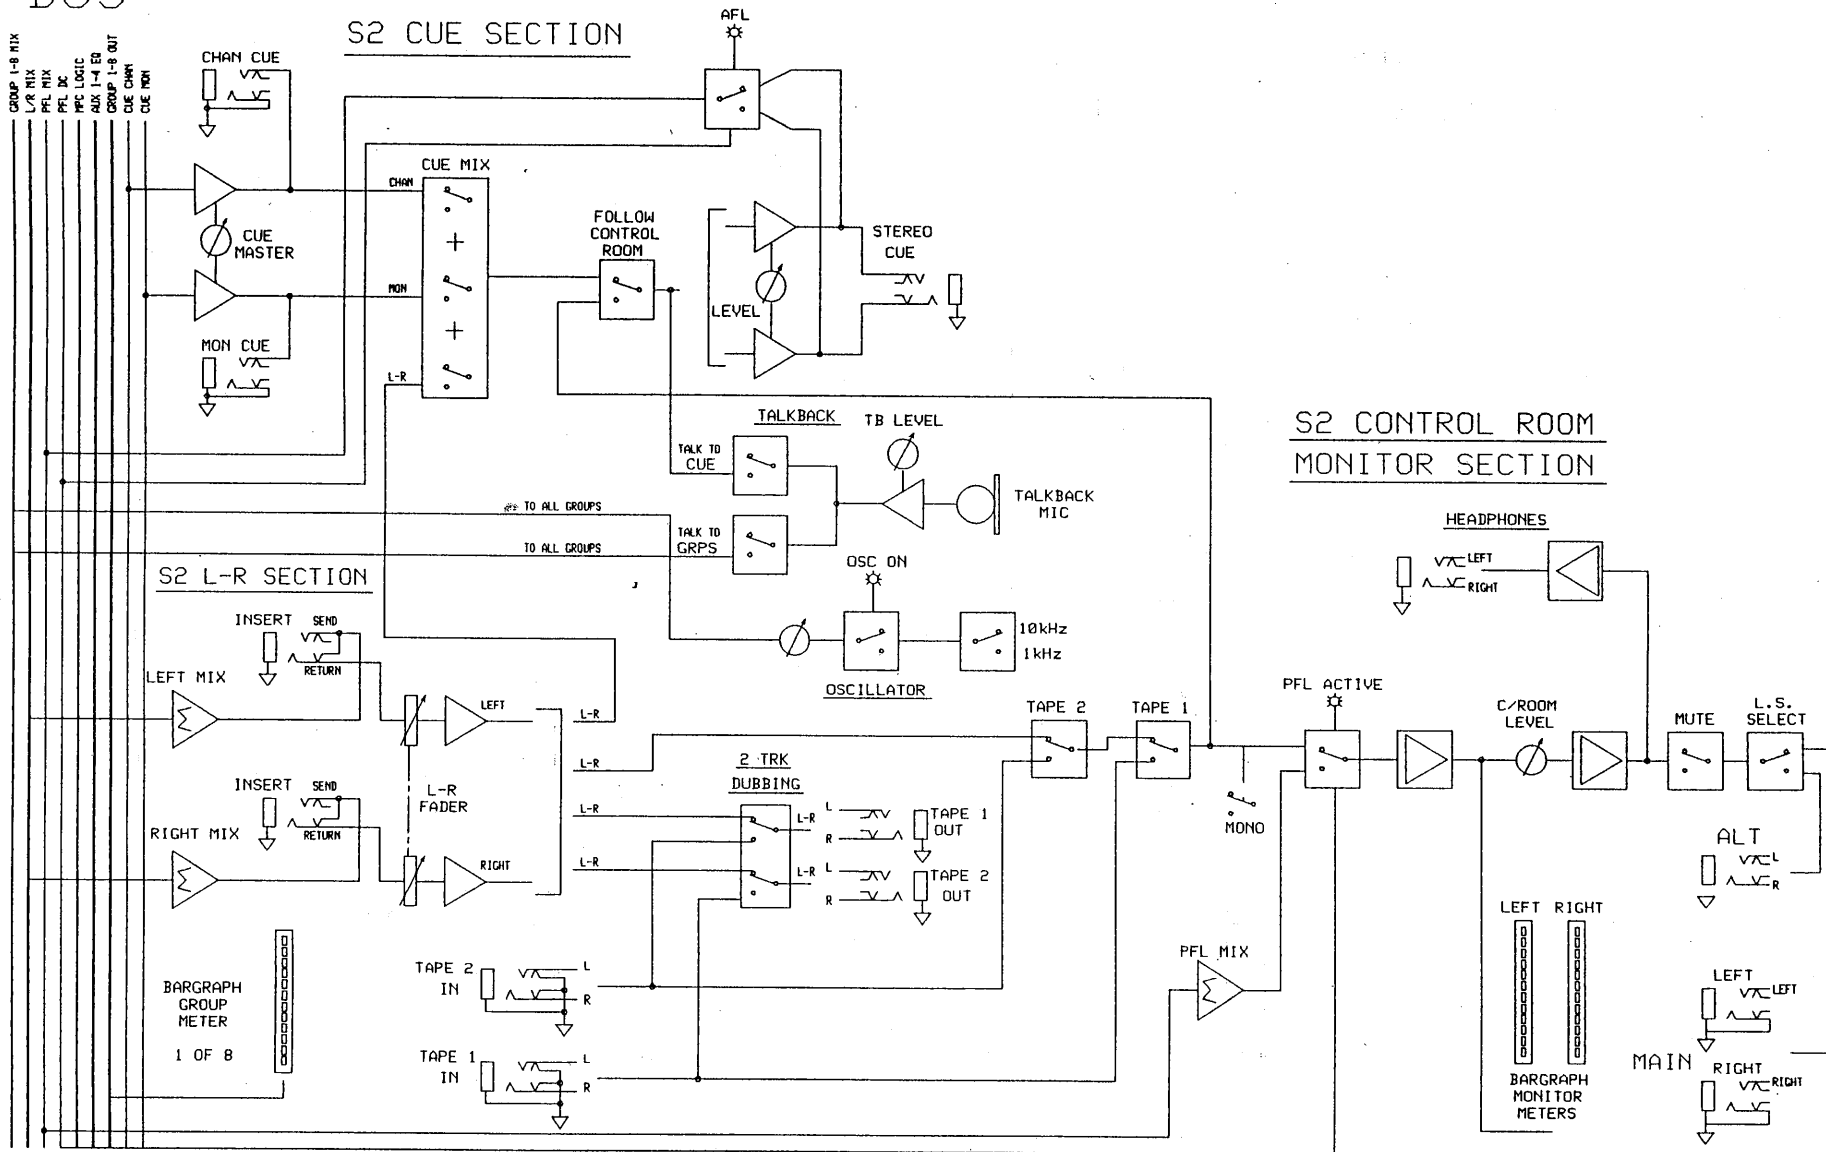 BUS
GROUP 1-8 MIX
L/R MIX
PFL MIX
PFL DC
MPC LOGIC
AUX 1-4 EQ
GROUP 1-8 OUT
CUE CHAN
CUE MON
S2 CUE SECTION
AFL
CHAN CUE
CUE MIX
CHAN
CUE
MASTER
MON
MON CUE
L-R
FOLLOW
CONTROL
ROOM
STEREO
CUE
LEVEL
TALKBACK
TB LEVEL
TALK TO
CUE
TALKBACK
MIC
TO ALL GROUPS
TALK TO
GRPS
TO ALL GROUPS
S2 CONTROL ROOM
MONITOR SECTION
HEADPHONES
LEFT
RIGHT
OSC ON
10kHz
1kHz
OSCILLATOR
S2 L-R SECTION
INSERT
SEND
RETURN
LEFT MIX
LEFT
L-R
L-R
FADER
INSERT
SEND
RETURN
RIGHT MIX
RIGHT
L-R
L-R
L-R
2 TRK
DUBBING
L-R
L-R
L
R
TAPE 1
OUT
L
R
TAPE 2
OUT
TAPE 2
TAPE 1
MONO
PFL ACTIVE
C/ROOM
LEVEL
MUTE
L.S.
SELECT
ALT
L
R
BARGRAPH
GROUP
METER
1 OF 8
TAPE 2
IN
L
R
TAPE 1
IN
L
R
PFL MIX
LEFT RIGHT
BARGRAPH
MONITOR
METERS
MAIN
LEFT
LEFT
RIGHT
RIGHT